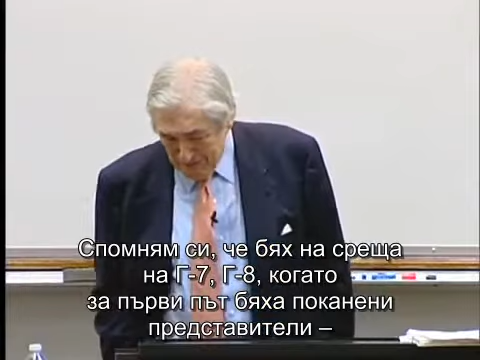 Спомням си, че бях на среща
на Г-7, Г-8, когато
за първи път бяха поканени
представители –